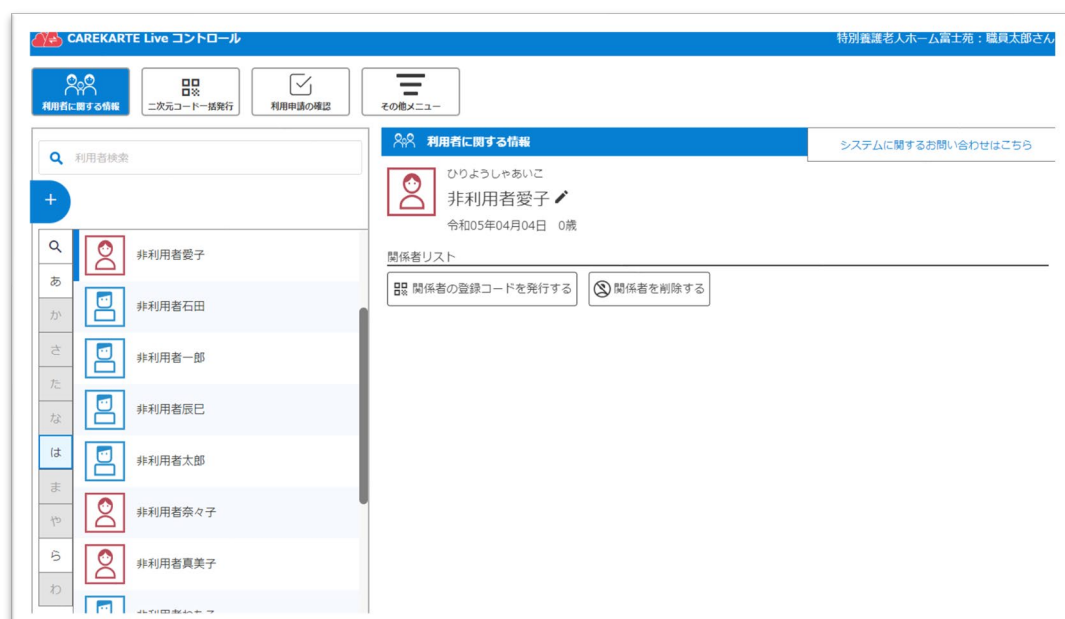 CAREKARTE Live コントロール
特別養護老人ホーム富士苑：職員太郎さん
利用者に関する情報
二次元コード一括発行
利用申請の確認
その他メニュー
利用者検索
+
あ
か
さ
た
な
は
ま
や
ら
わ
非利用者愛子
非利用者石田
非利用者一郎
非利用者辰巳
非利用者太郎
非利用者奈々子
非利用者真美子
利用者に関する情報
システムに関するお問い合わせはこちら
ひりようしゃあいこ
非利用者愛子
令和05年04月04日 0歳
関係者リスト
関係者の登録コードを発行する
関係者を削除する